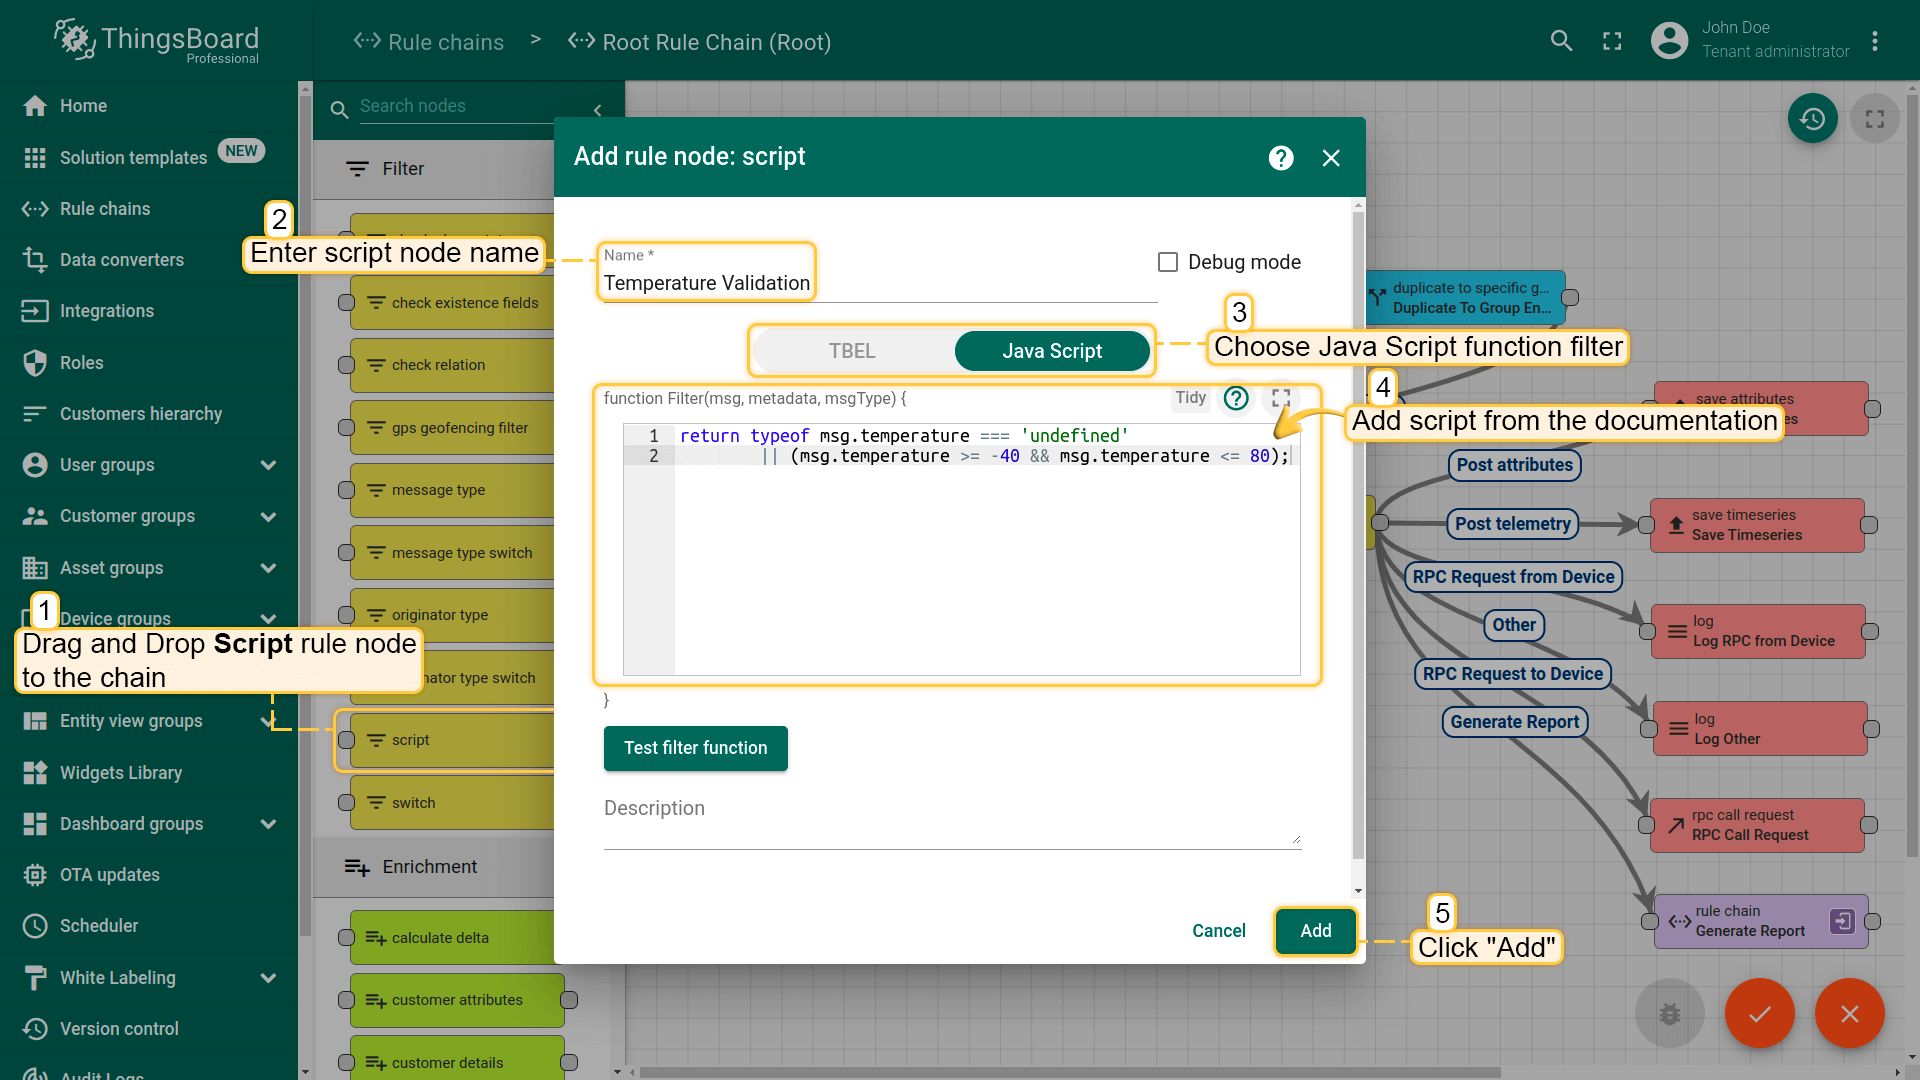 ThingsBoard
Professional
Rule chains > Root Rule Chain (Root)
John Doe
Tenant administrator
Home
Solution templates NEW
Rule chains
Data converters
Integrations
Roles
Customers hierarchy
User groups
Customer groups
Asset groups
Device groups
Entity view groups
Widgets Library
Dashboard groups
OTA updates
Scheduler
White Labeling
Version control
Audit Logs
Search nodes
Filter
check existence fields
check relation
gps geofencing filter
message type
message type switch
originator type
nator type switch
script
switch
Enrichment
calculate delta
customer attributes
customer details
1
Drag and Drop Script rule node
to the chain
2
Enter script node name
Add rule node: script
Name *
Temperature Validation
Debug mode
TBEL
Java Script
3
Choose Java Script function filter
function Filter(msg, metadata, msgType) {
Tidy
4
Add script from the documentation
1 return typeof msg.temperature === 'undefined'
2 || (msg.temperature >= -40 && msg.temperature <= 80);
}
Test filter function
Description
Cancel
Add
5
Click "Add"
duplicate to specific g...
Duplicate To Group En...
save attributes
es
Post attributes
Post telemetry
save timeseries
Save Timeseries
RPC Request from Device
log
Log RPC from Device
Other
RPC Request to Device
log
Log Other
Generate Report
rpc call request
RPC Call Request
rule chain
Generate Report